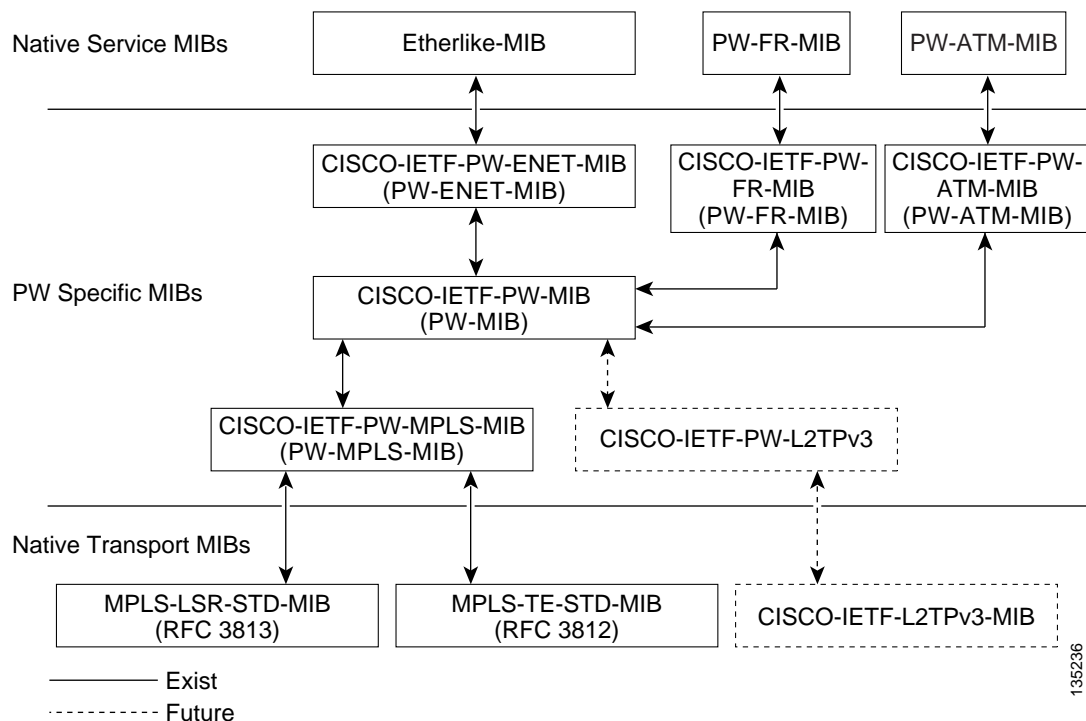 Native Service MIBs
Etherlike-MIB
PW-FR-MIB
PW-ATM-MIB
CISCO-IETF-PW-ENET-MIB
(PW-ENET-MIB)
CISCO-IETF-PW-
FR-MIB
(PW-FR-MIB)
CISCO-IETF-PW-
ATM-MIB
(PW-ATM-MIB)
PW Specific MIBs
CISCO-IETF-PW-MIB
(PW-MIB)
CISCO-IETF-PW-MPLS-MIB
(PW-MPLS-MIB)
CISCO-IETF-PW-L2TPv3
Native Transport MIBs
MPLS-LSR-STD-MIB
(RFC 3813)
MPLS-TE-STD-MIB
(RFC 3812)
CISCO-IETF-L2TPv3-MIB
Exist
Future
135236